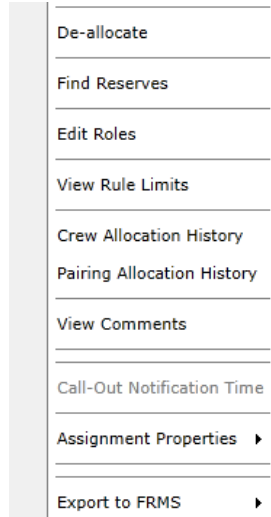 De-allocate
Find Reserves
Edit Roles
View Rule Limits
Crew Allocation History
Pairing Allocation History
View Comments
Call-Out Notification Time
Assignment Properties
Export to FRMS